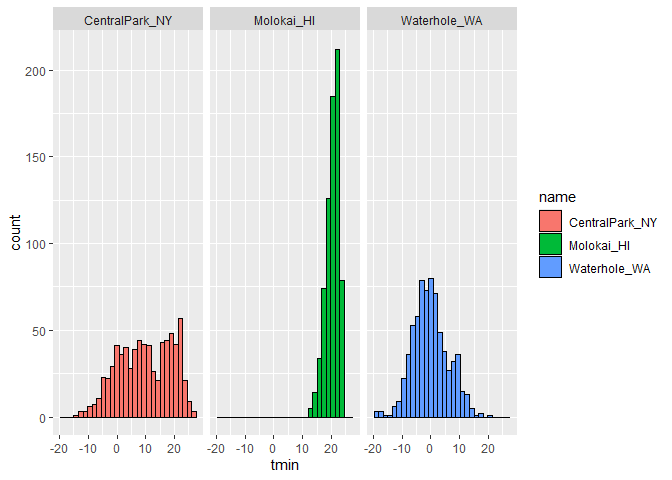 CentralPark_NY
Molokai_HI
Waterhole_WA
count
200
150
100
50
0
-20 -10 0 10 20
-20 -10 0 10 20
-20 -10 0 10 20
tmin
name
CentralPark_NY
Molokai_HI
Waterhole_WA